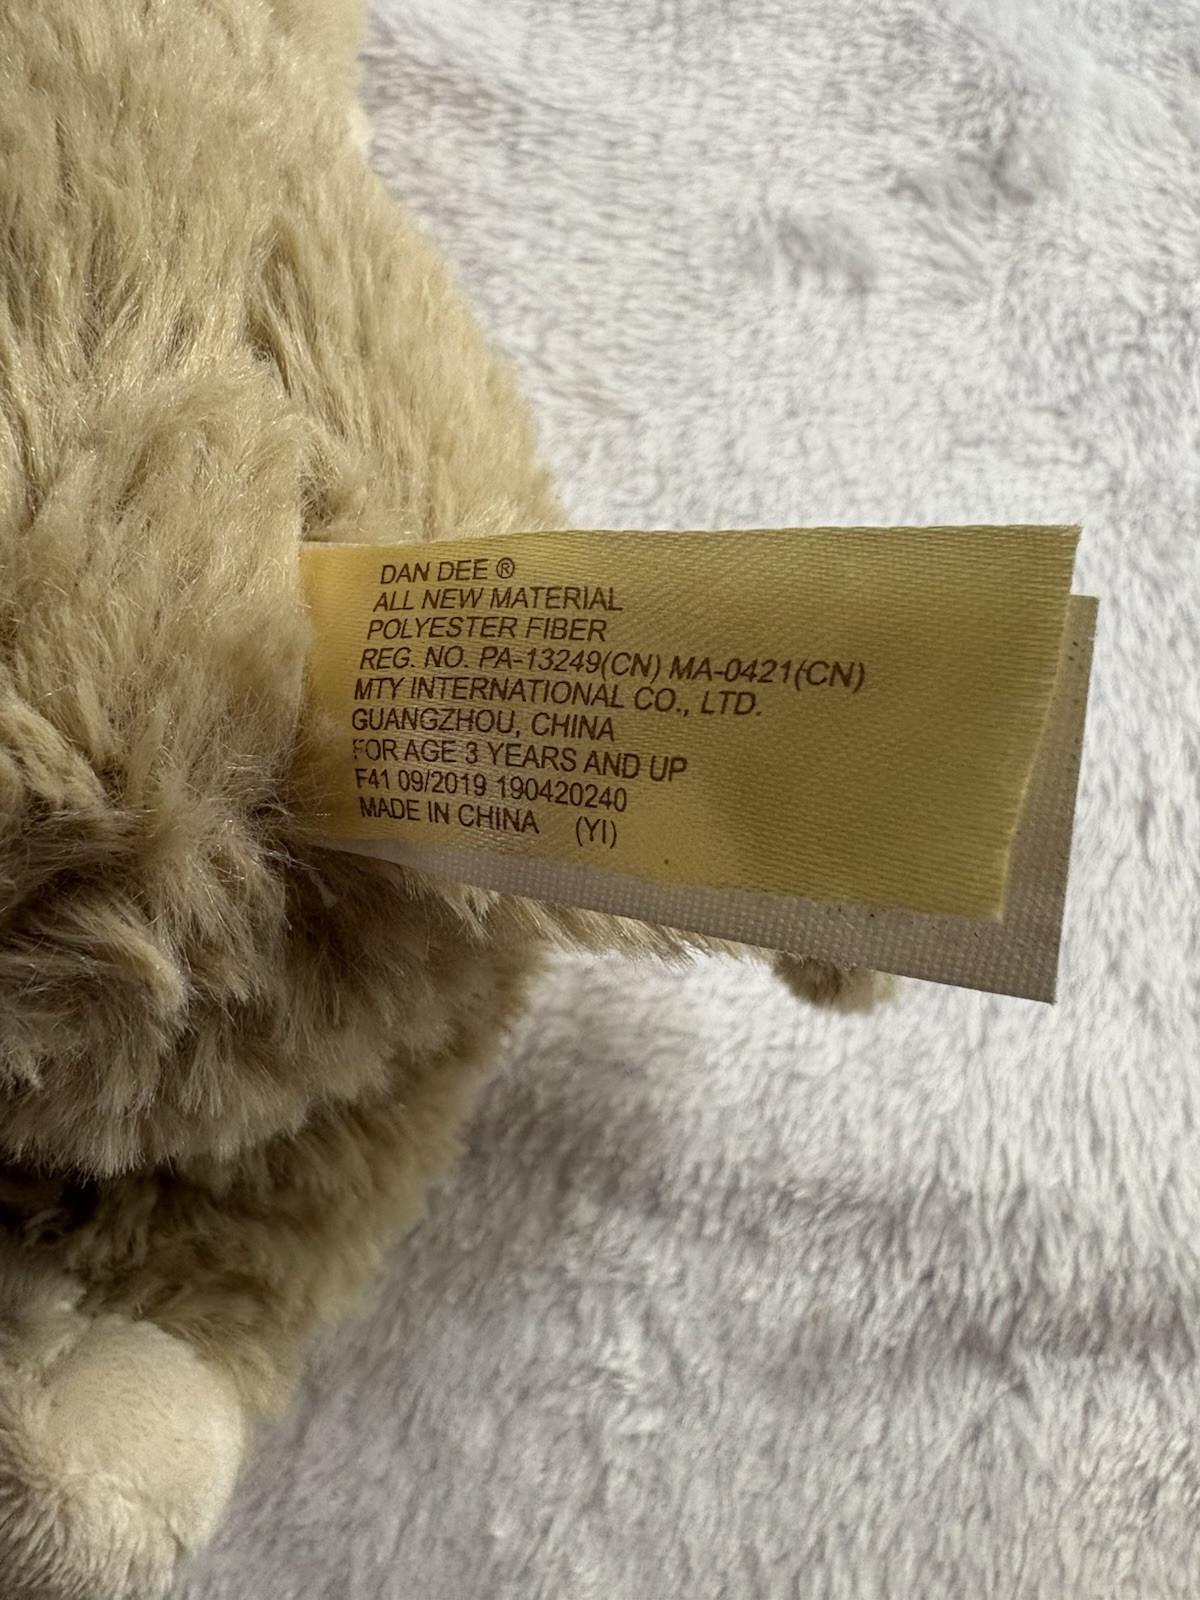 DAN DEE ®
ALL NEW MATERIAL
POLYESTER FIBER
REG. NO. PA-13249(CN) MA-0421(CN)
MTY INTERNATIONAL CO., LTD.
GUANGZHOU, CHINA
FOR AGE 3 YEARS AND UP
F41 09/2019 190420240
MADE IN CHINA (YI)